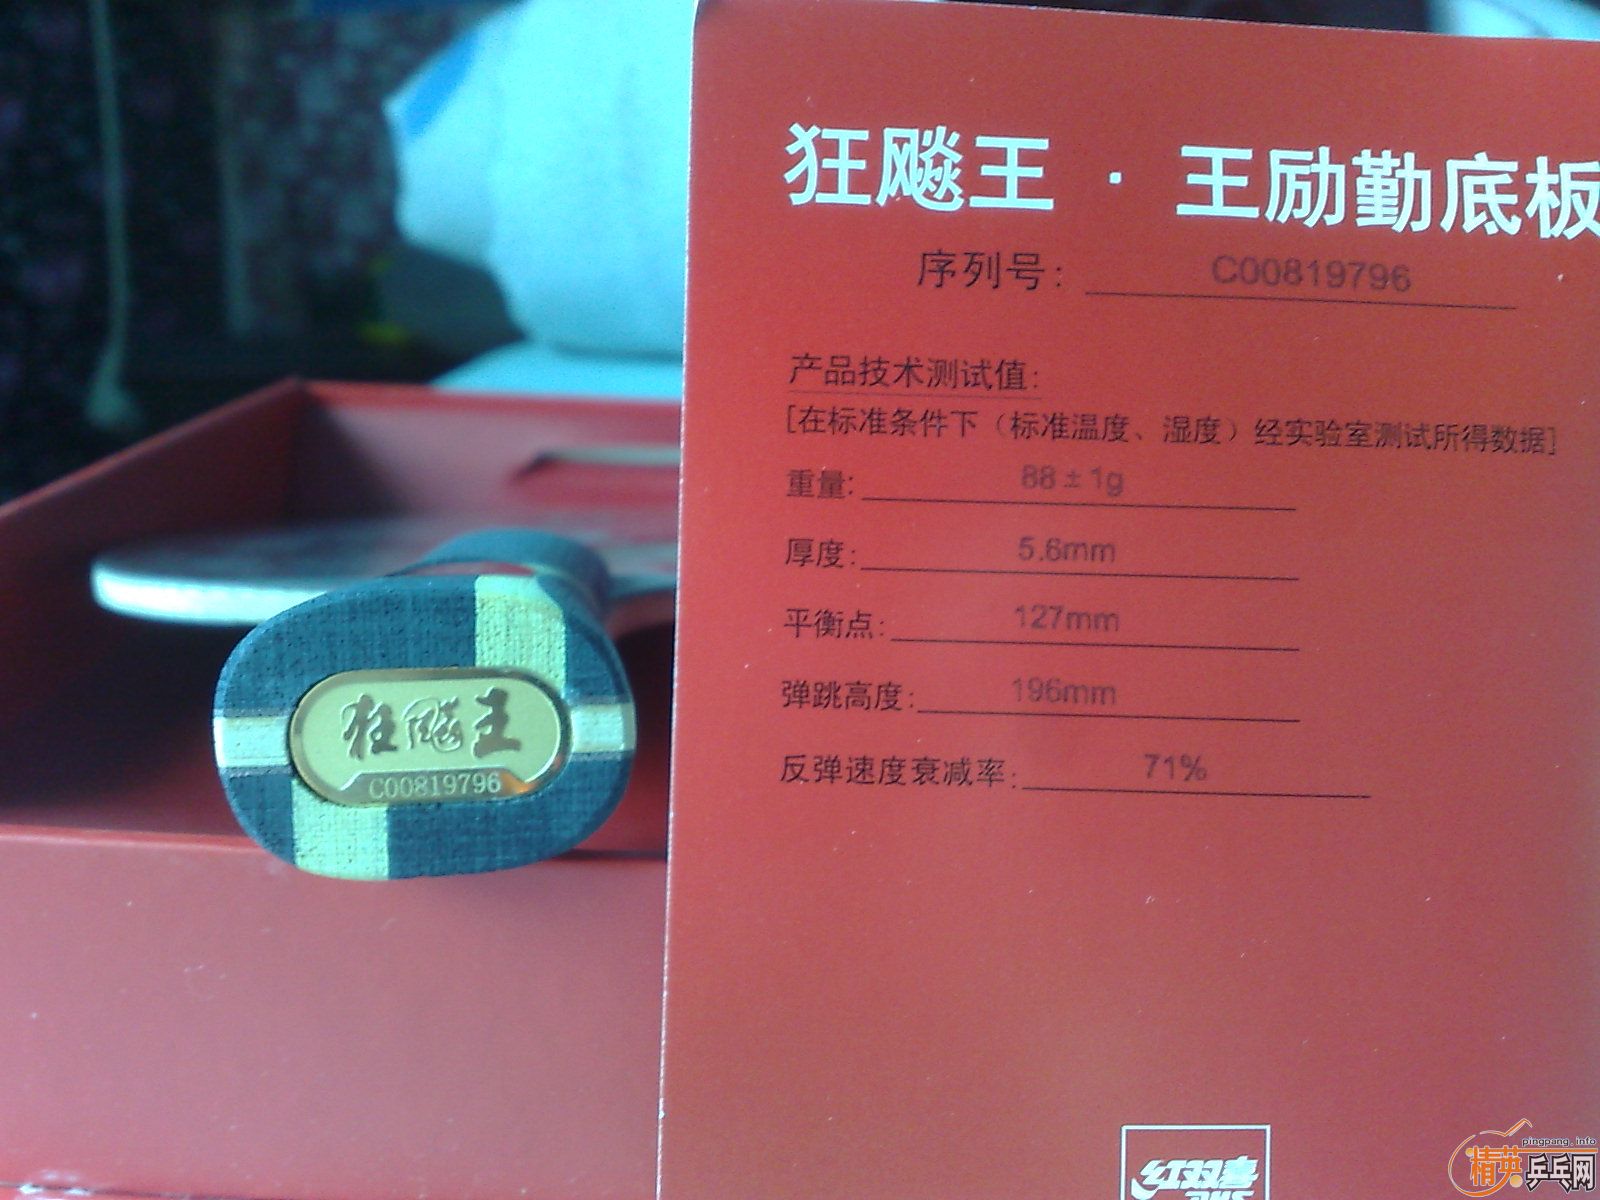 狂飚王 · 王励勤底板
序列号: C00819796
产品技术测试值:
[在标准条件下（标准温度、湿度）经实验室测试所得数据]
重量: 88±1g
厚度: 5.6mm
平衡点: 127mm
弹跳高度: 196mm
反弹速度衰减率: 71%
狂飚王
C00819796
红双喜
DHS
pingpang.info
精英乒乓网